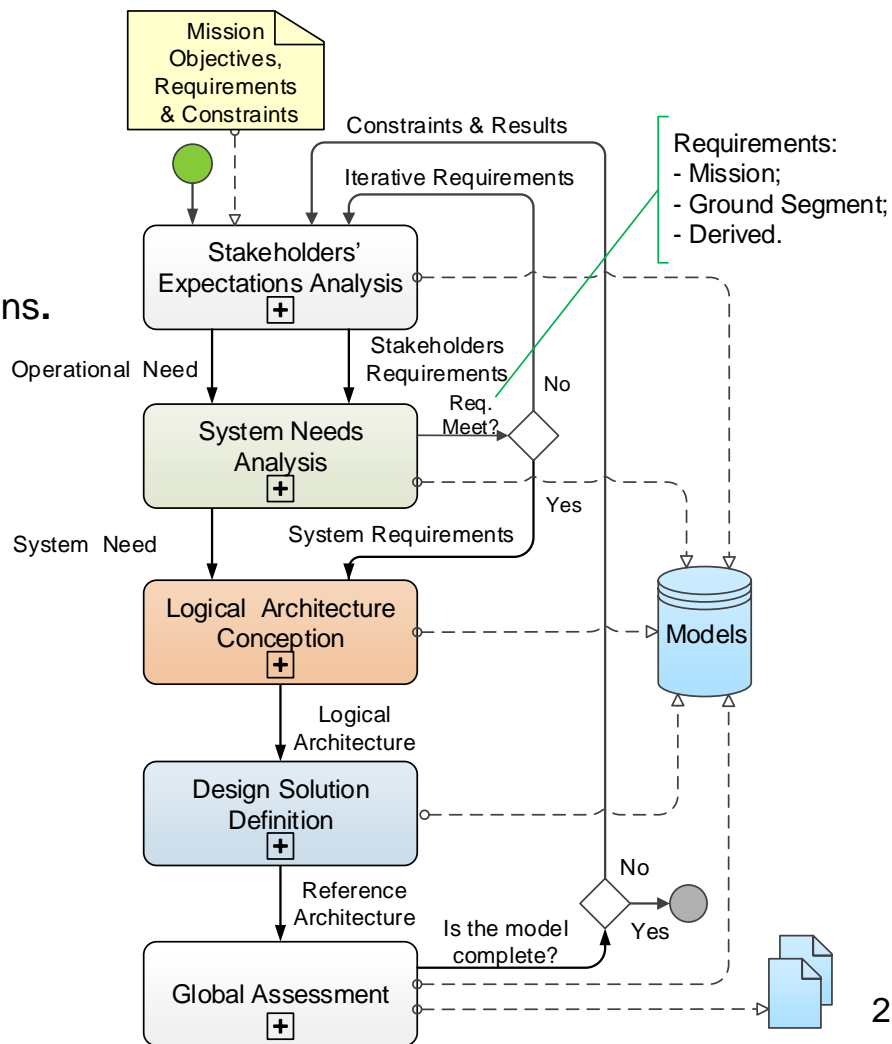 Mission
Objectives,
Requirements
& Constraints
Constraints & Results
Requirements:
- Mission;
- Ground Segment;
- Derived.
Iterative Requirements
Stakeholders'
Expectations Analysis
ns.
Operational Need
Stakeholders
Requirements
No
Req.
Meet?
System Needs
Analysis
Yes
System Need
System Requirements
Logical Architecture
Conception
Models
Logical
Architecture
Design Solution
Definition
Reference
Architecture
No
Is the model
complete?
Yes
Global Assessment
2